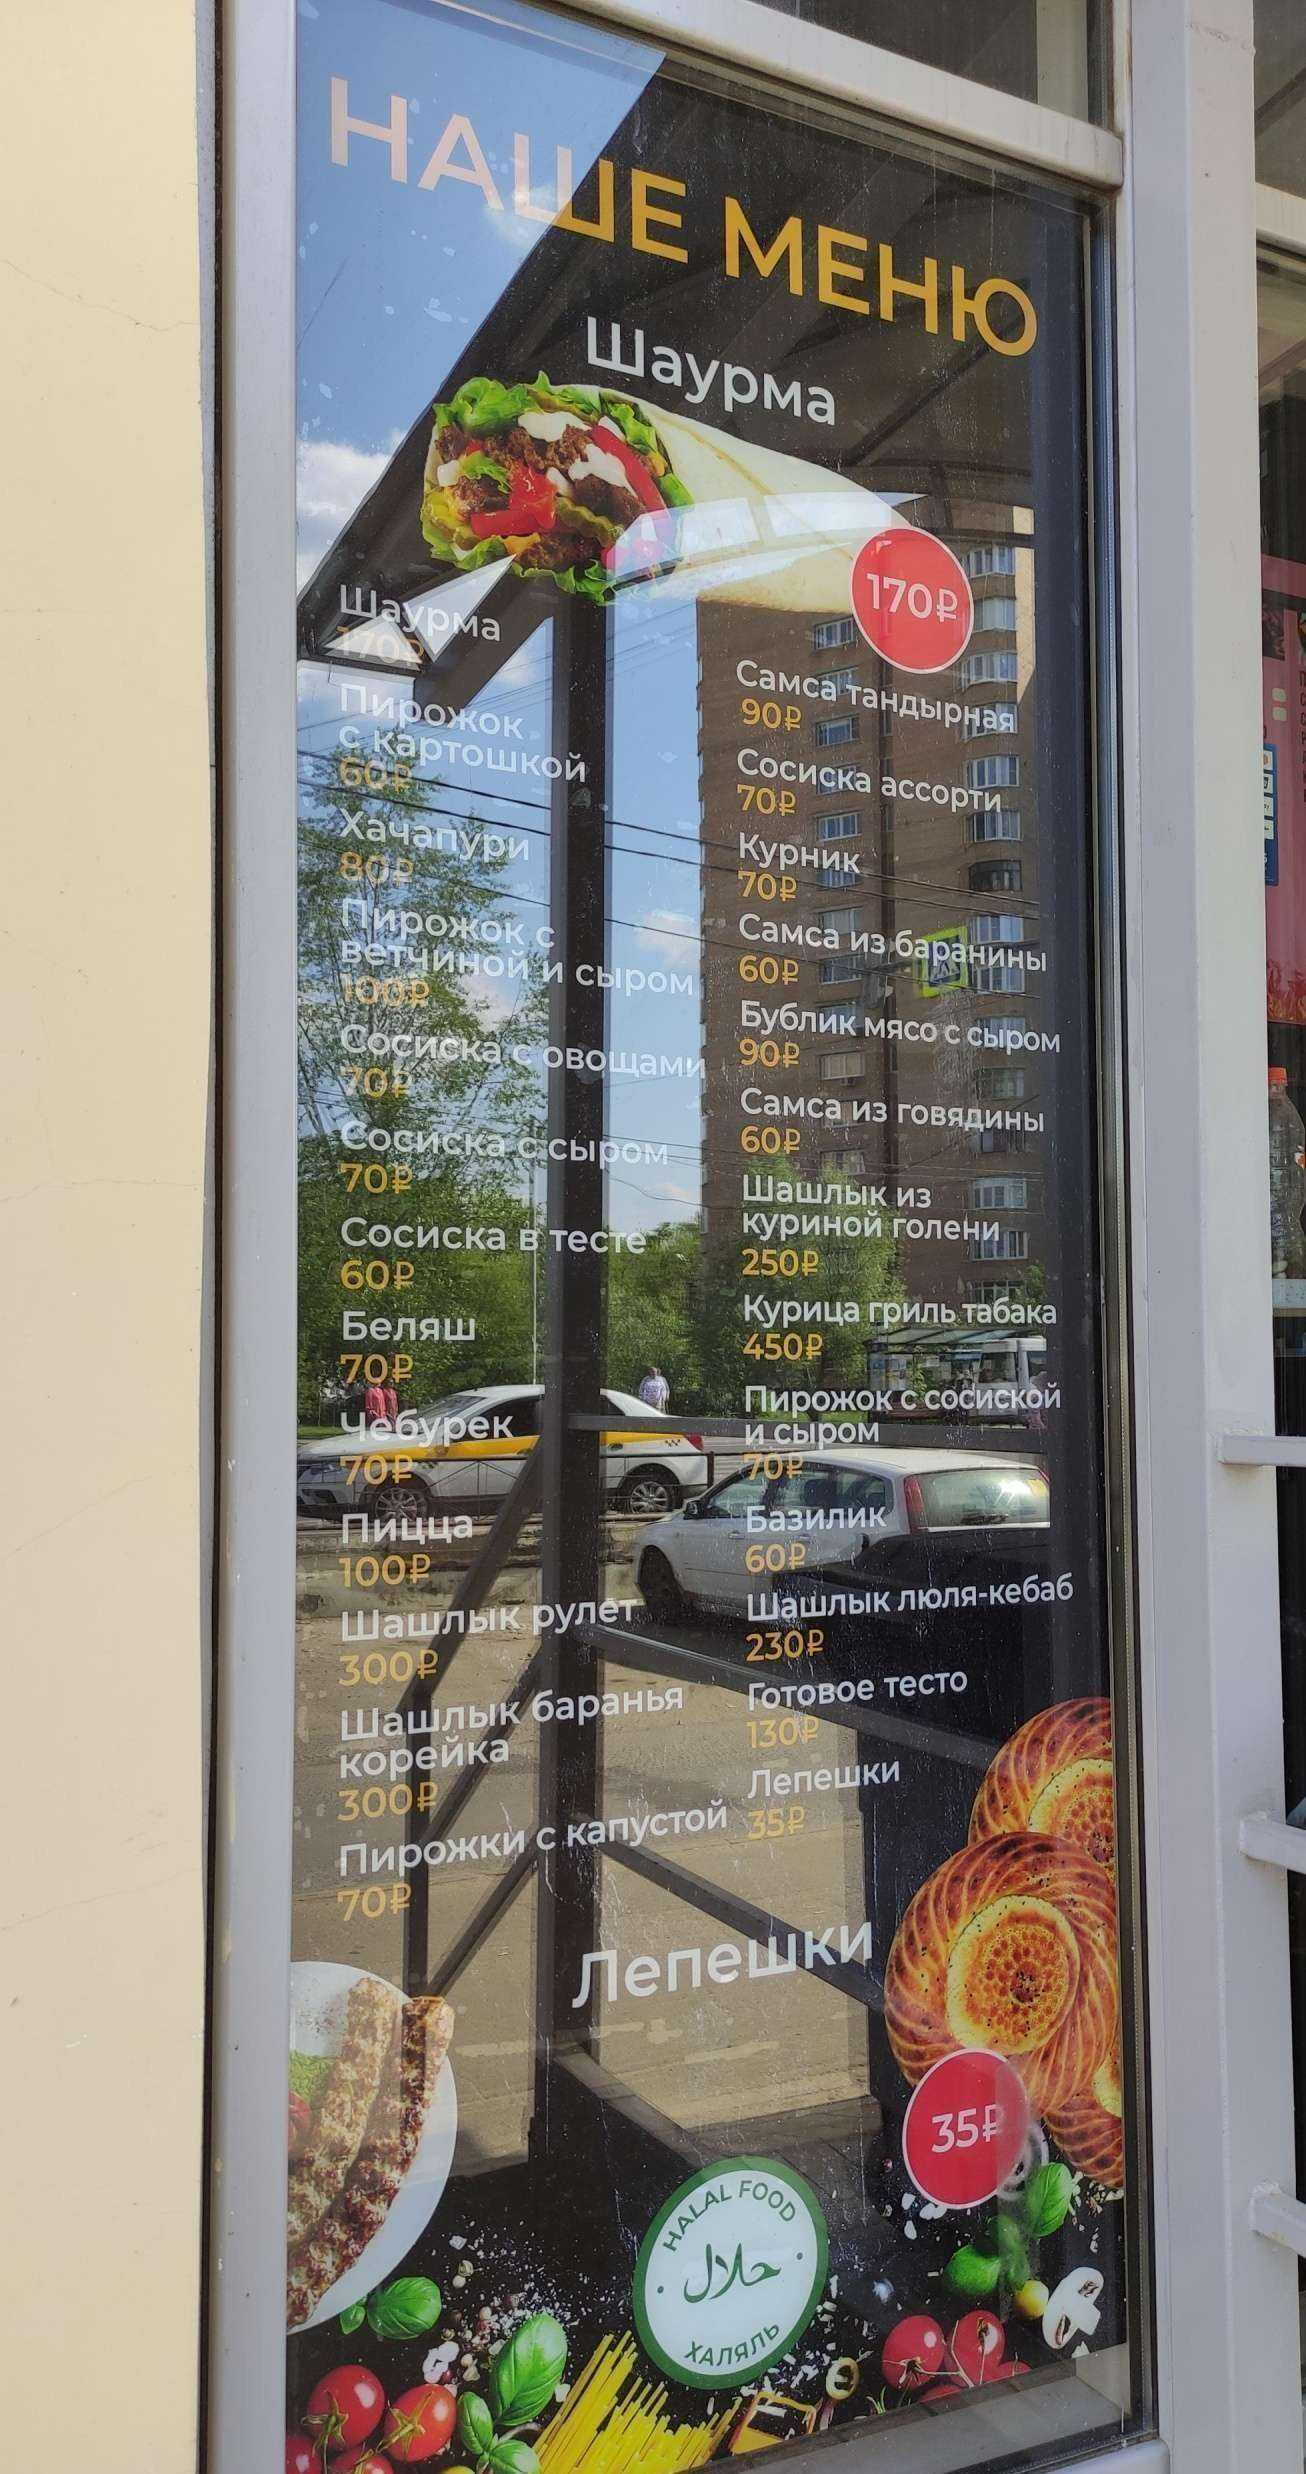 НАШЕ МЕНЮ
Шаурма
170₽
Шаурма
170₽
Пирожок
с картошкой
60₽
Хачапури
80₽
Пирожок с
ветчиной и сыром
100₽
Сосиска с овощами
70₽
Сосиска с сыром
70₽
Сосиска в тесте
60₽
Беляш
70₽
Чебурек
70₽
Пицца
100₽
Шашлык рулет
300₽
Шашлык баранья
корейка
300₽
Пирожки с капустой
70₽
Самса тандырная
90₽
Сосиска ассорти
70₽
Курник
70₽
Самса из баранины
60₽
Бублик мясо с сыром
90₽
Самса из говядины
60₽
Шашлык из
куриной голени
250₽
Курица гриль табака
450₽
Пирожок с сосиской
и сыром
70₽
Базилик
60₽
Шашлык люля-кебаб
230₽
Готовое тесто
130₽
Лепешки
35₽
Лепешки
35₽
HALAL FOOD
حلال
ХАЛЯЛЬ